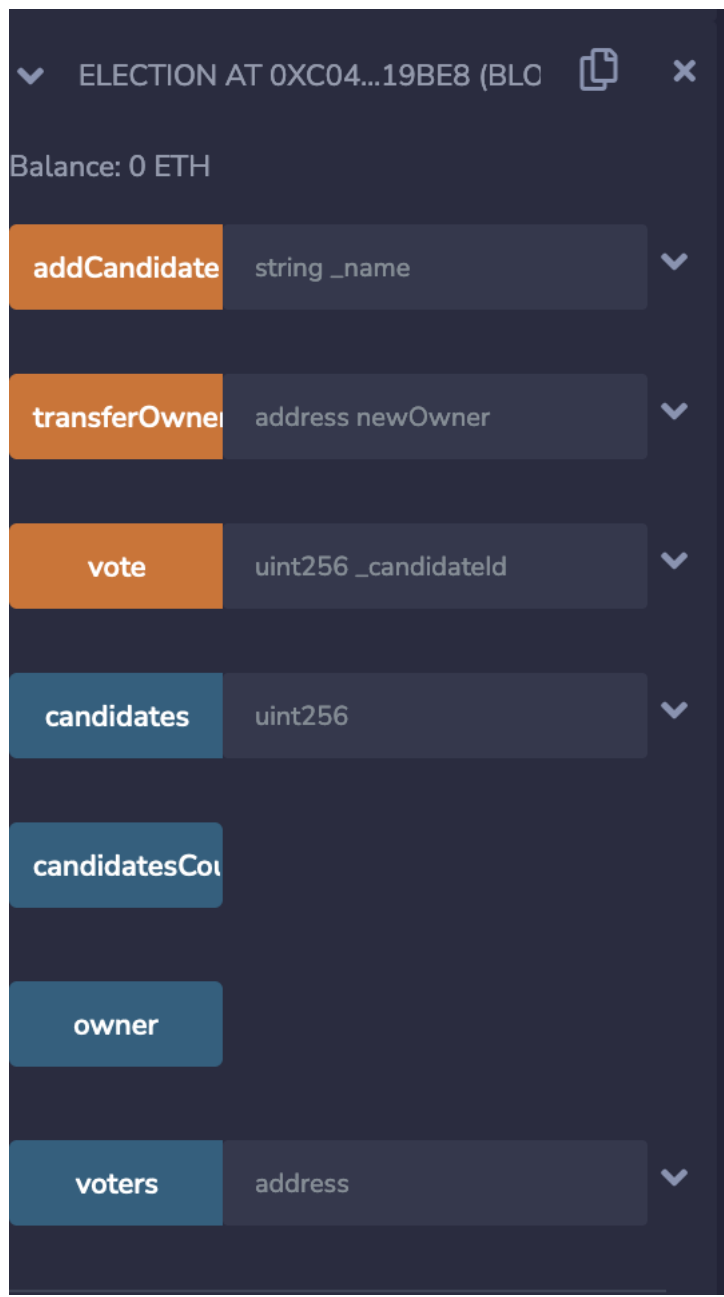 ELECTION AT 0XC04...19BE8 (BLO
Balance: 0 ETH
addCandidate string _name
transferOwner address newOwner
vote uint256 _candidateId
candidates uint256
candidatesCou
owner
voters address